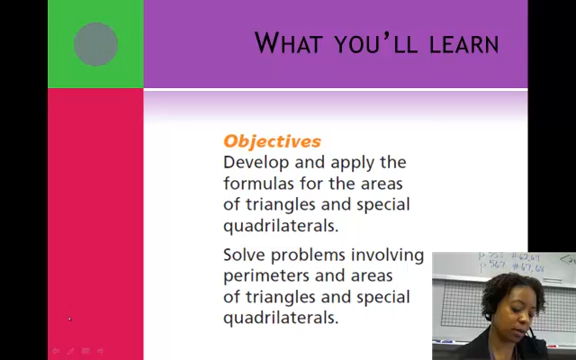 WHAT YOU'LL LEARN
Objectives
Develop and apply the
formulas for the areas
of triangles and special
quadrilaterals.
Solve problems involving
perimeters and areas
of triangles and special
quadrilaterals.